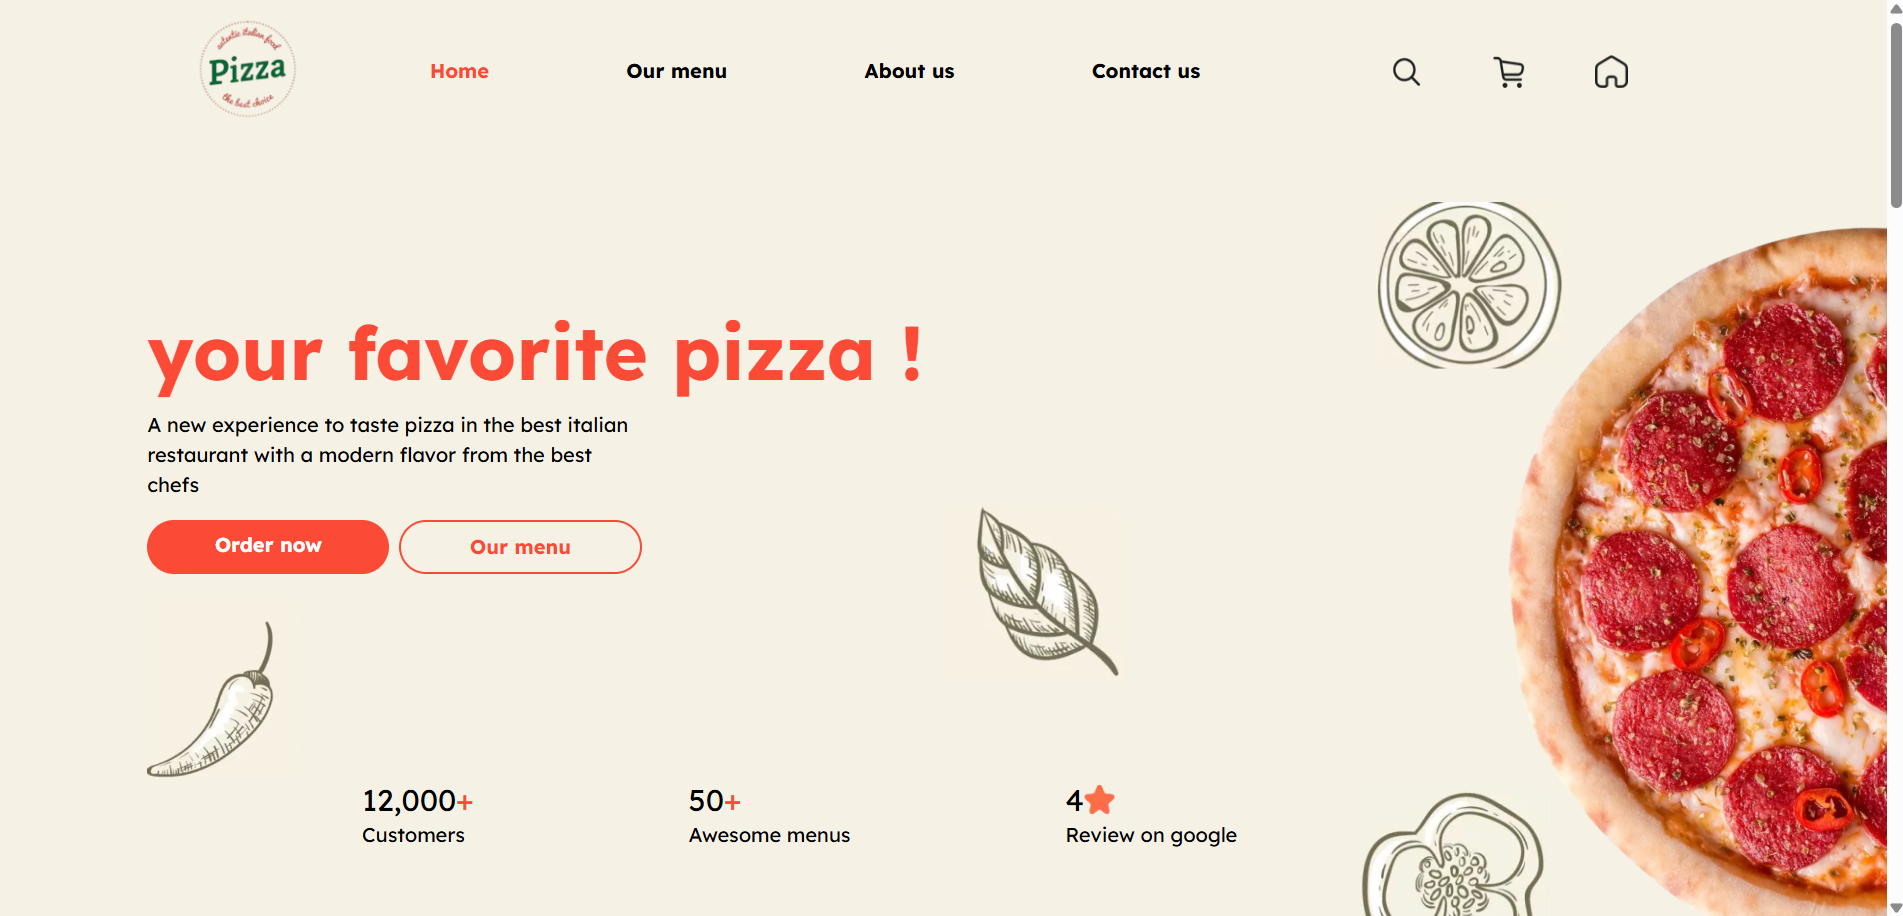 autentic italian food
Pizza
the best choice
Home
Our menu
About us
Contact us
your favorite pizza !
A new experience to taste pizza in the best italian
restaurant with a modern flavor from the best
chefs
Order now
Our menu
12,000+
Customers
50+
Awesome menus
4
Review on google